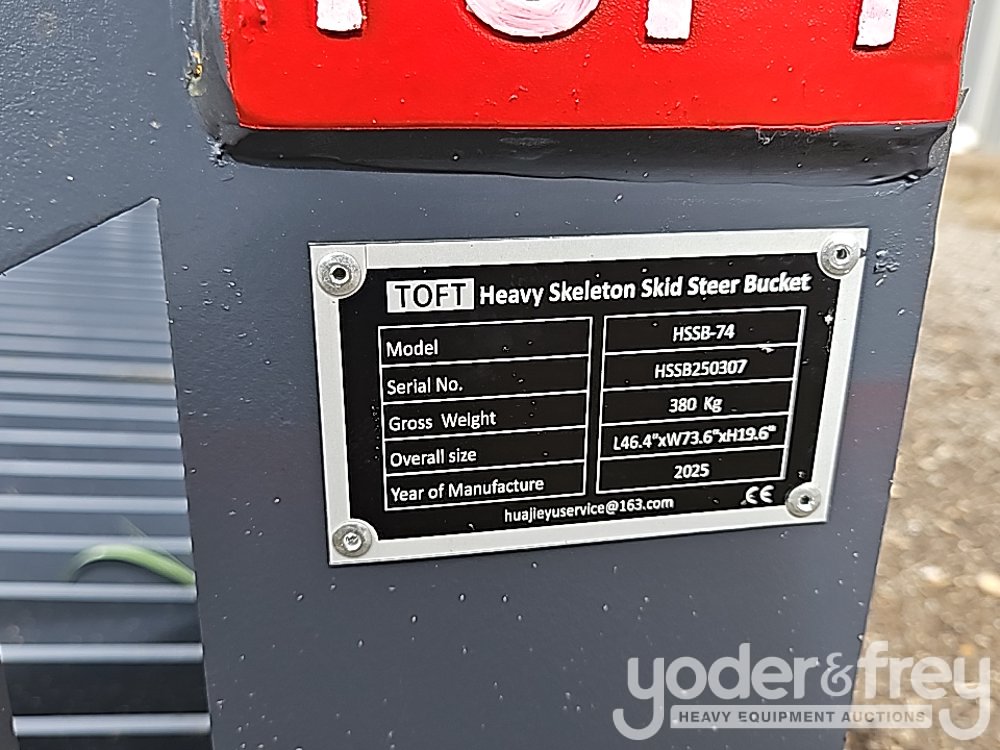 TOFT Heavy Skeleton Skid Steer Bucket
Model HSSB-74
Serial No. HSSB250307
Gross Weight 380 Kg
Overall size L46.4"xW73.6"xH19.6"
Year of Manufacture 2025
huajieyuservice@163.com CE
yoder&frey
HEAVY EQUIPMENT AUCTIONS